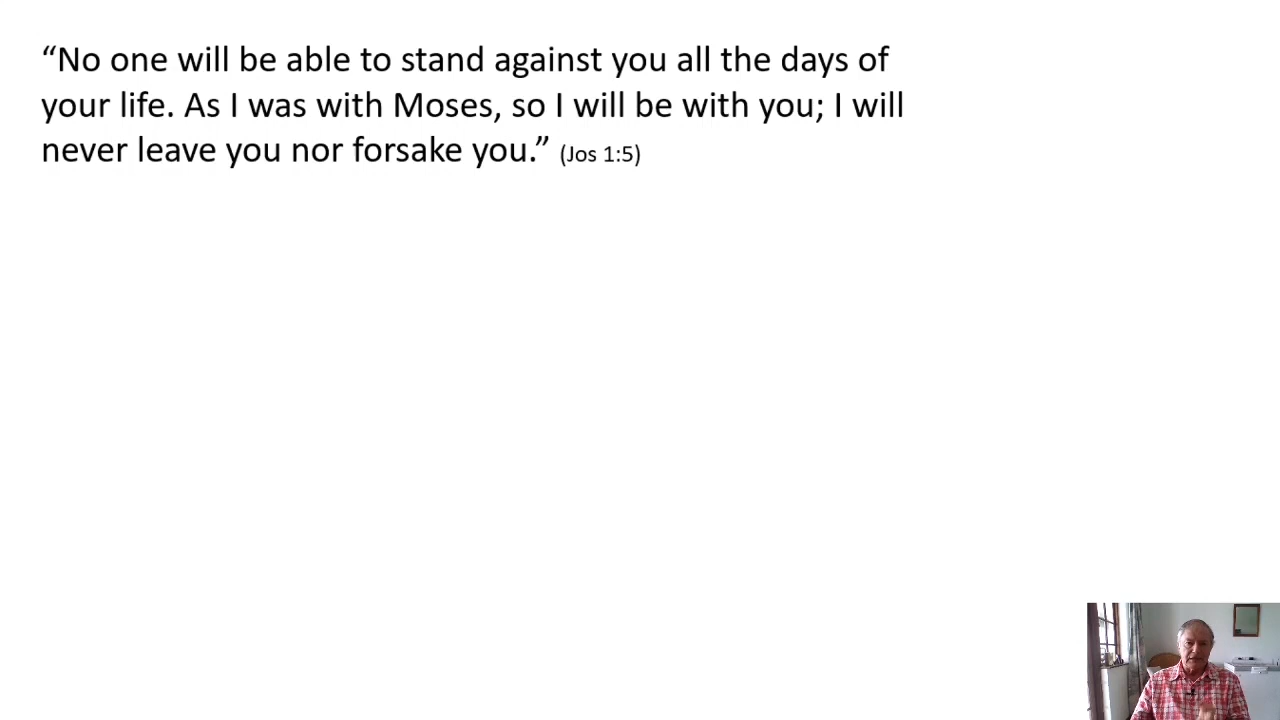 “No one will be able to stand against you all the days of
your life. As I was with Moses, so I will be with you; I will
never leave you nor forsake you.” (Jos 1:5)